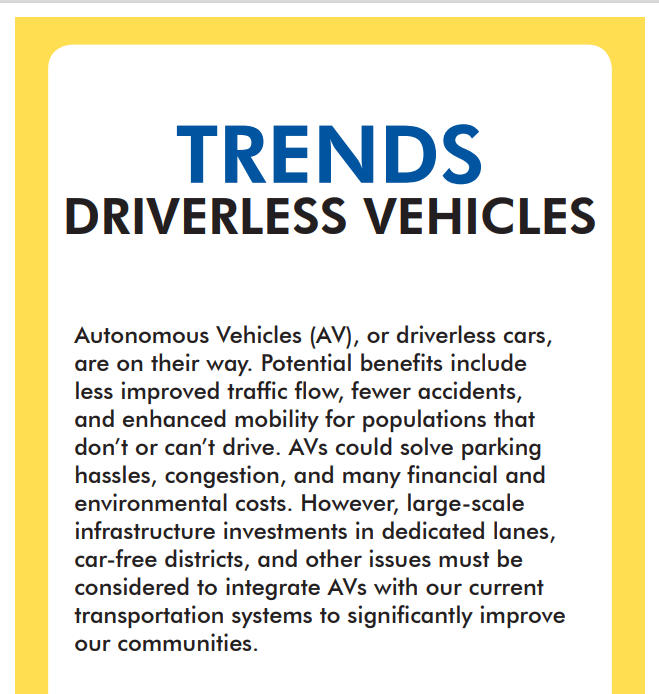 TRENDS
DRIVERLESS VEHICLES
Autonomous Vehicles (AV), or driverless cars,
are on their way. Potential benefits include
less improved traffic flow, fewer accidents,
and enhanced mobility for populations that
don’t or can’t drive. AVs could solve parking
hassles, congestion, and many financial and
environmental costs. However, large-scale
infrastructure investments in dedicated lanes,
car-free districts, and other issues must be
considered to integrate AVs with our current
transportation systems to significantly improve
our communities.